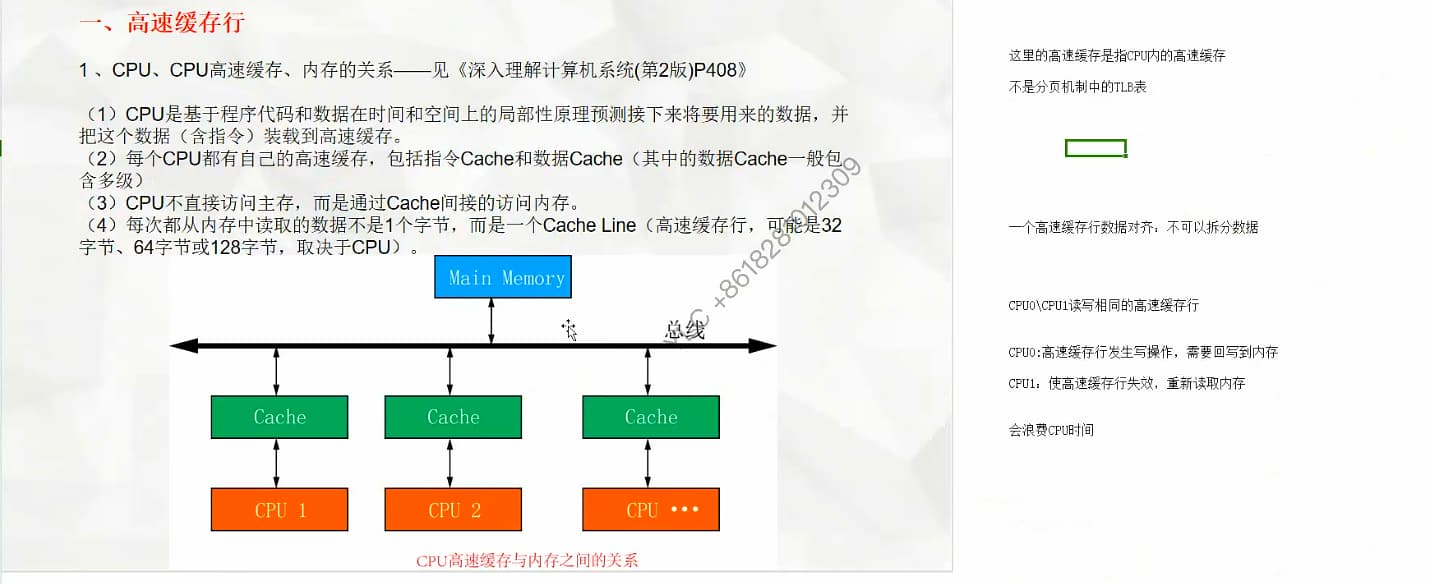 一、高速缓存行
1 、CPU、CPU高速缓存、内存的关系——见《深入理解计算机系统(第2版)P408》
（1）CPU是基于程序代码和数据在时间和空间上的局部性原理预测接下来将要用来的数据，并
把这个数据（含指令）装载到高速缓存。
（2）每个CPU都有自己的高速缓存，包括指令Cache和数据Cache（其中的数据Cache一般包
含多级）
（3）CPU不直接访问主存，而是通过Cache间接的访问内存。
（4）每次都从内存中读取的数据不是1个字节，而是一个Cache Line（高速缓存行，可能是32
字节、64字节或128字节，取决于CPU）。
Main Memory
总线
Cache
Cache
Cache
CPU 1
CPU 2
CPU •••
CPU高速缓存与内存之间的关系
这里的高速缓存是指CPU内的高速缓存
不是分页机制中的TLB表
一个高速缓存行数据对齐：不可以拆分数据
CPU0\CPU1读写相同的高速缓存行
CPU0:高速缓存行发生写操作，需要回写到内存
CPU1：使高速缓存行失效，重新读取内存
会浪费CPU时间